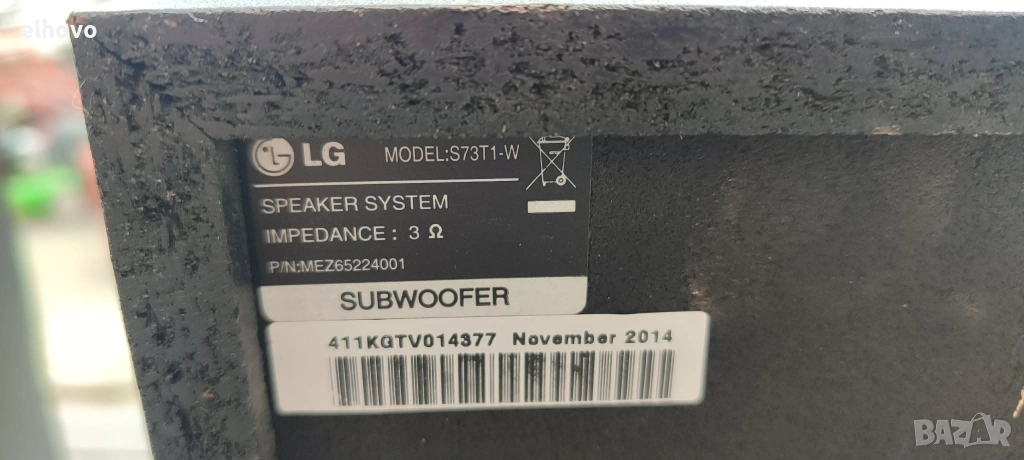 elhovo
LG MODEL:S73T1-W
SPEAKER SYSTEM
IMPEDANCE : 3 Ω
P/N:MEZ65224001
SUBWOOFER
411KGTV014377 November 2014
BAZAR